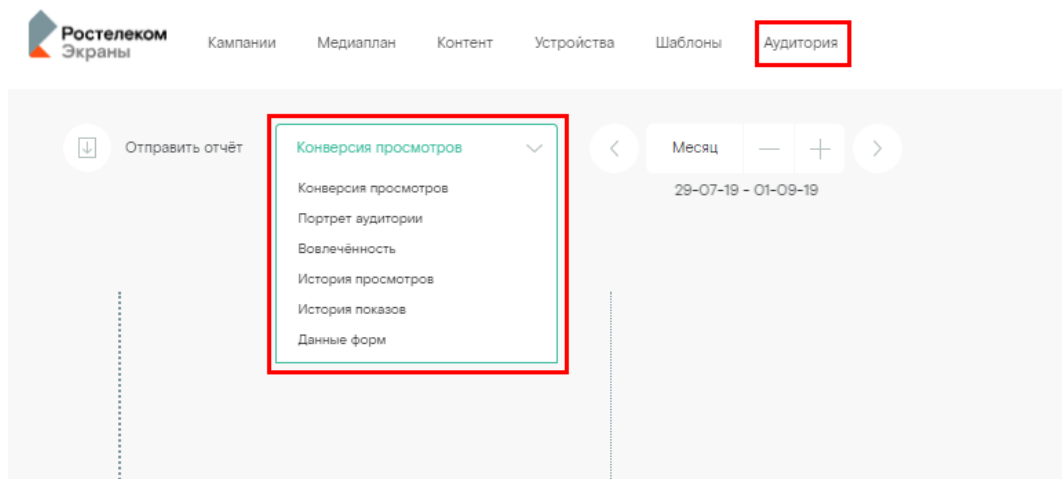 Ростелеком
Экраны
Кампании Медиаплан Контент Устройства Шаблоны Аудитория
Отправить отчёт Конверсия просмотров Месяц
29-07-19 - 01-09-19
Конверсия просмотров
Портрет аудитории
Вовлечённость
История просмотров
История показов
Данные форм